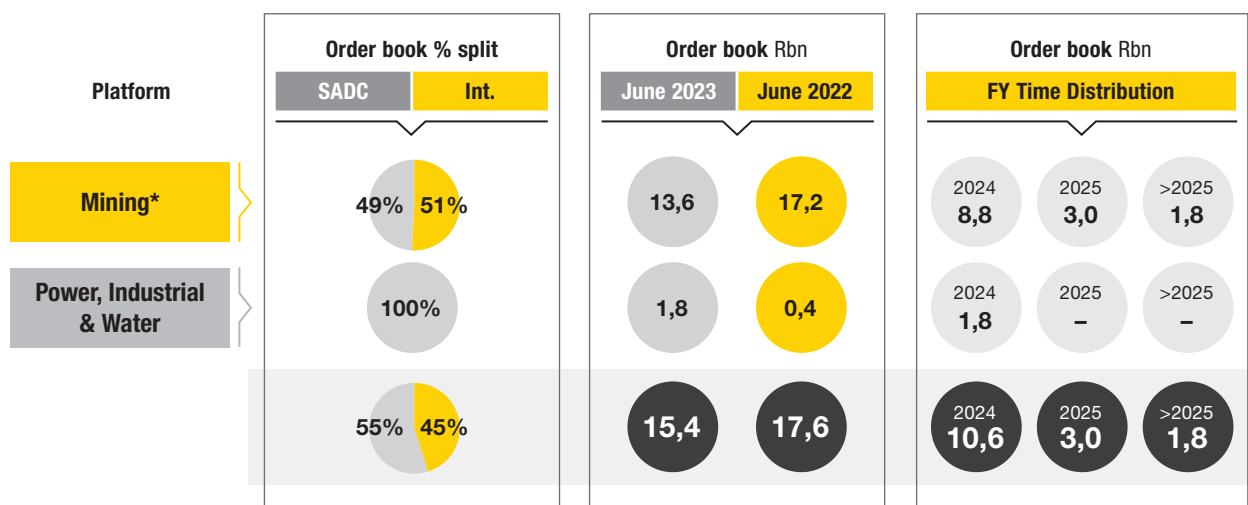 Order book % split
Order book Rbn
Order book Rbn
Platform
SADC
Int.
June 2023
June 2022
FY Time Distribution
Mining*
49%
51%
13,6
17,2
2024
8,8
2025
3,0
>2025
1,8
Power, Industrial
& Water
100%
1,8
0,4
2024
1,8
2025
–
>2025
–
55%
45%
15,4
17,6
2024
10,6
2025
3,0
>2025
1,8